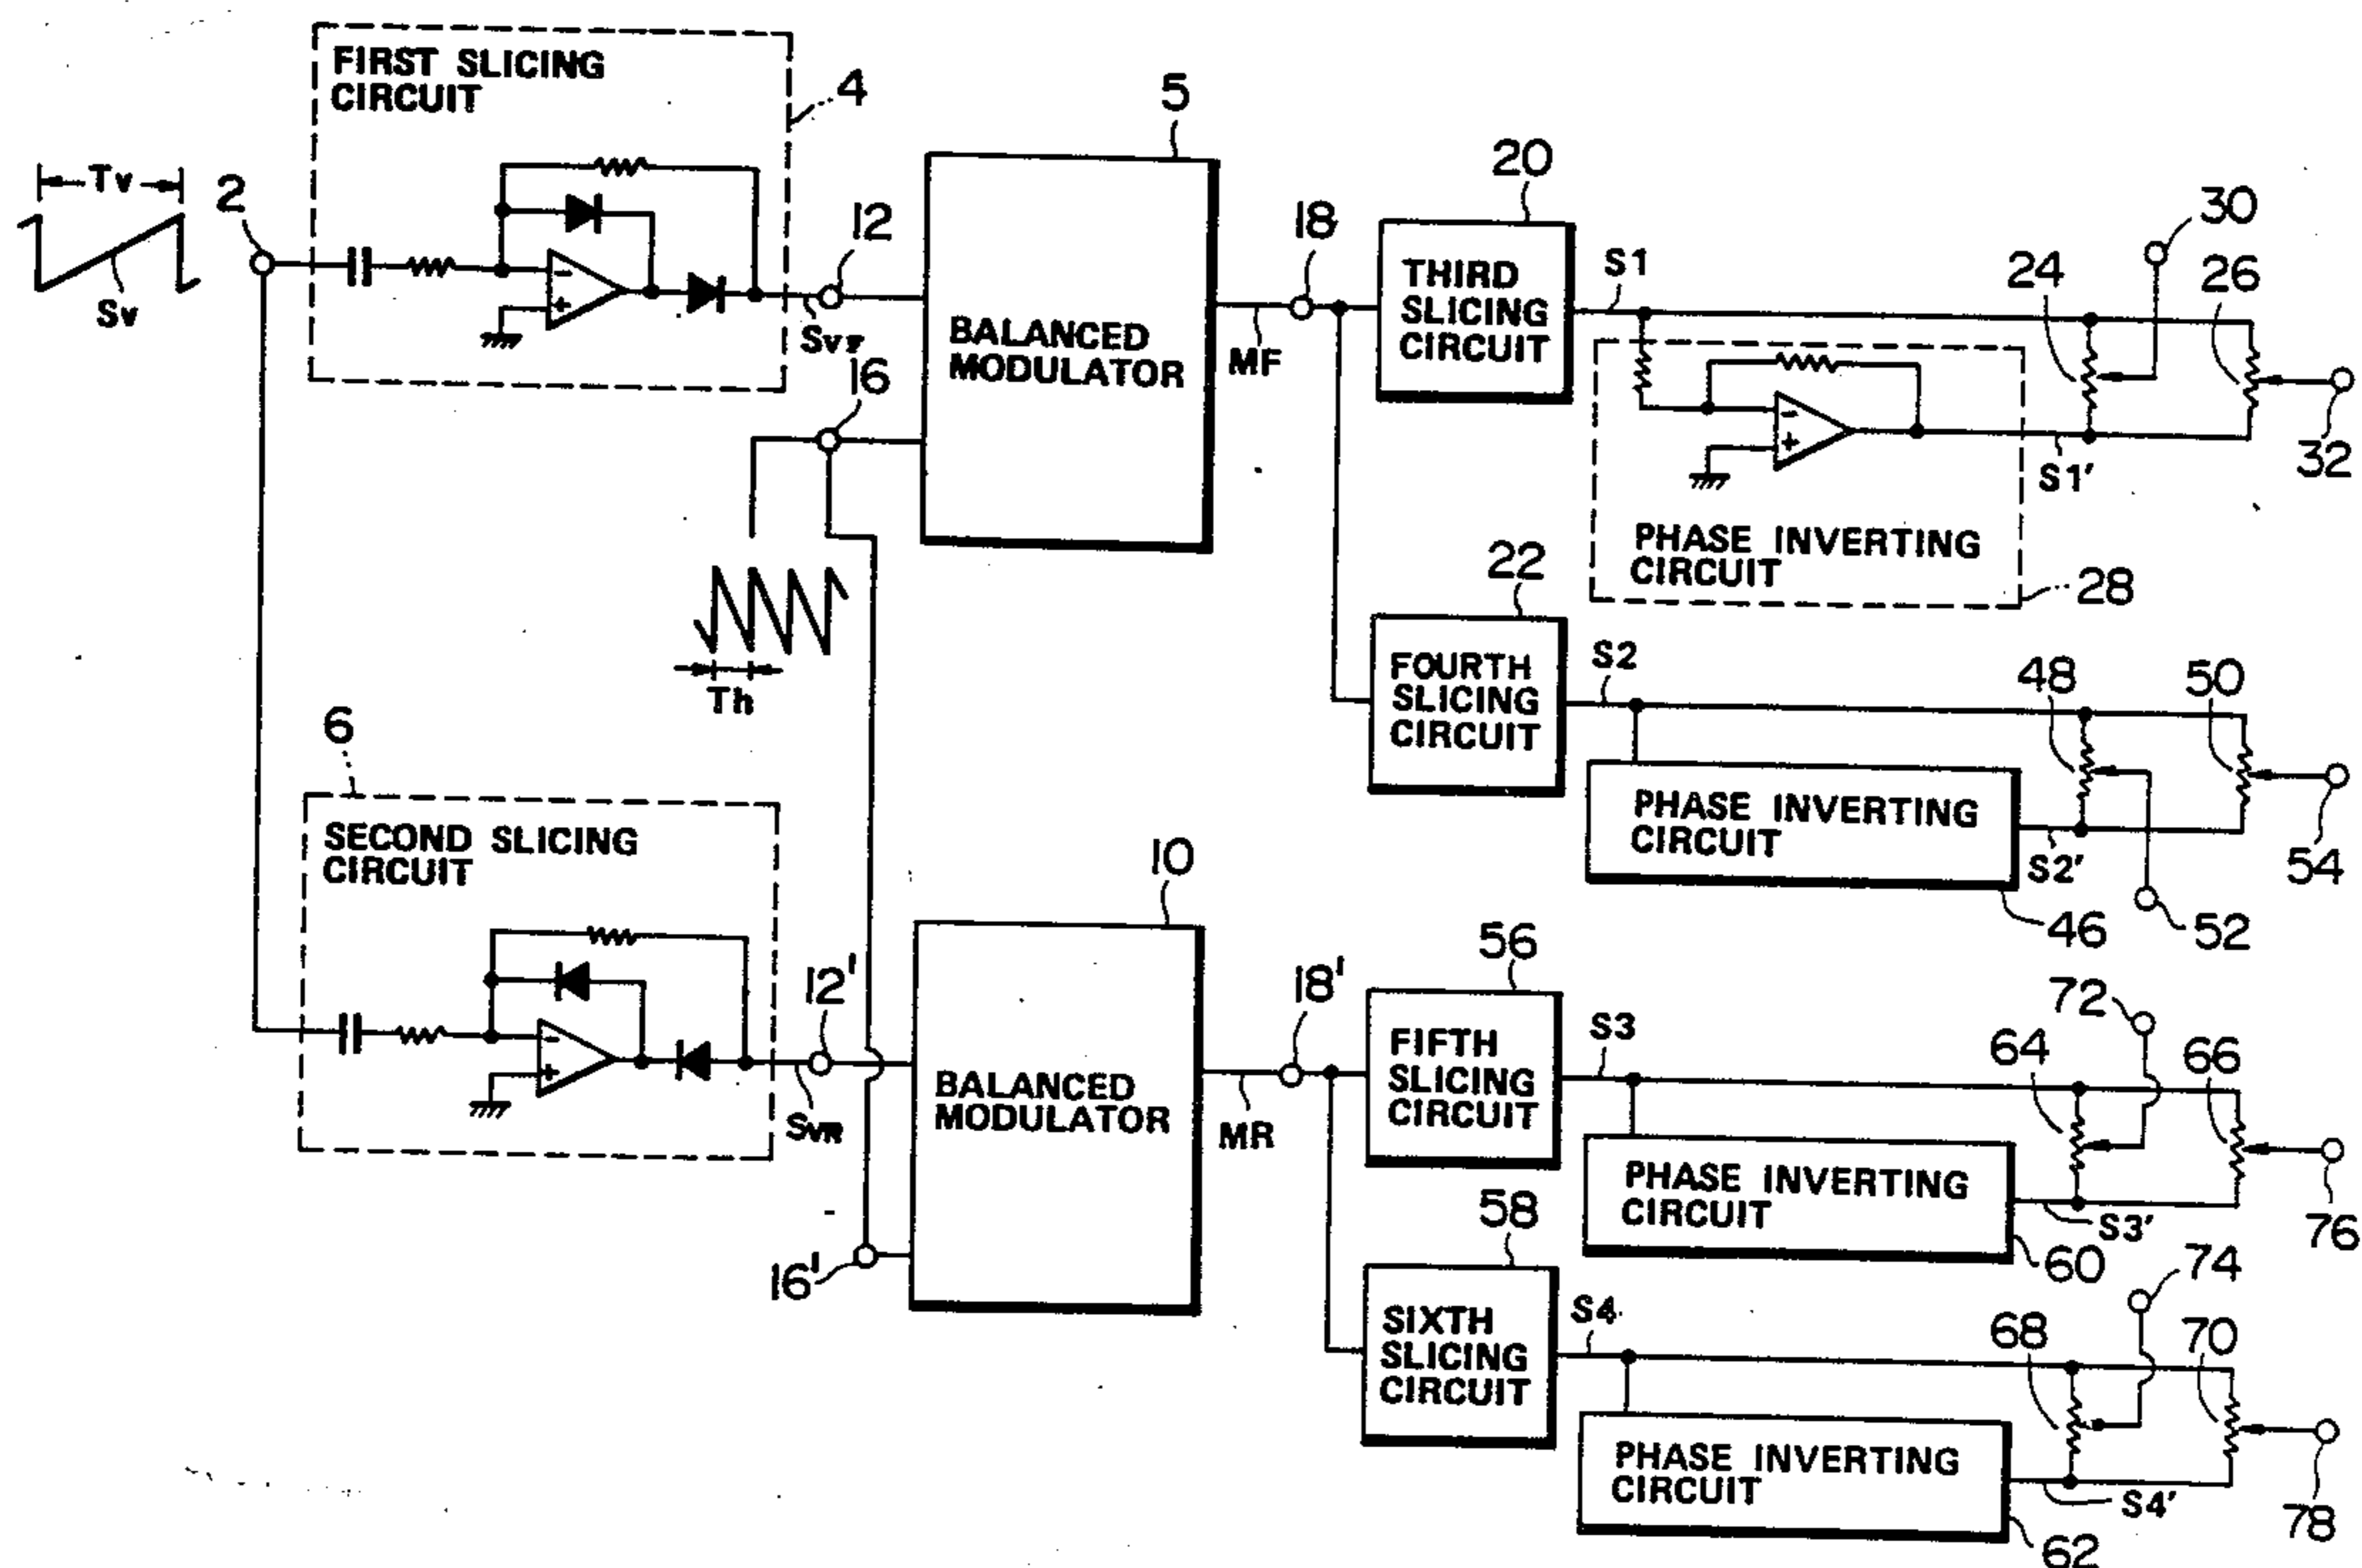 FIRST SLICING
CIRCUIT
4
Tv
2
Sv
12
16
5
BALANCED
MODULATOR
18
MF
20
THIRD
SLICING
CIRCUIT
S1
24
30
26
32
S1'
PHASE INVERTING
CIRCUIT
28
Th
22
FOURTH
SLICING
CIRCUIT
S2
48
50
54
PHASE INVERTING
CIRCUIT
S2'
46
52
6
SECOND SLICING
CIRCUIT
12'
SVR
16'
10
BALANCED
MODULATOR
18'
MR
56
FIFTH
SLICING
CIRCUIT
S3
72
64
66
76
PHASE INVERTING
CIRCUIT
S3'
60
58
SIXTH
SLICING
CIRCUIT
S4
74
68
70
78
PHASE INVERTING
CIRCUIT
S4'
62